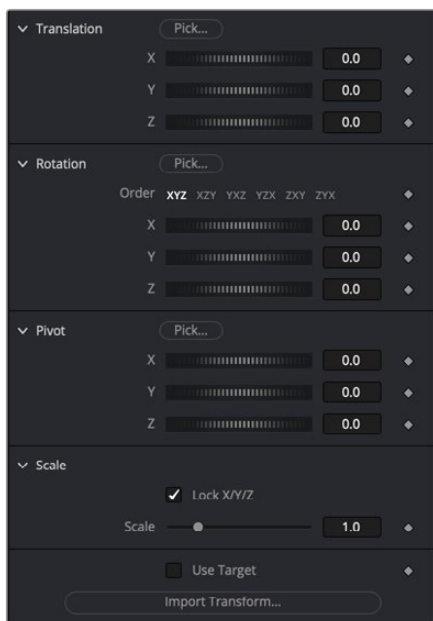 Translation Pick...
X 0.0
Y 0.0
Z 0.0
Rotation Pick...
Order XYZ XZY YXZ YZX ZXY ZYX
X 0.0
Y 0.0
Z 0.0
Pivot Pick...
X 0.0
Y 0.0
Z 0.0
Scale
Lock X/Y/Z
Scale 1.0
Use Target
Import Transform...